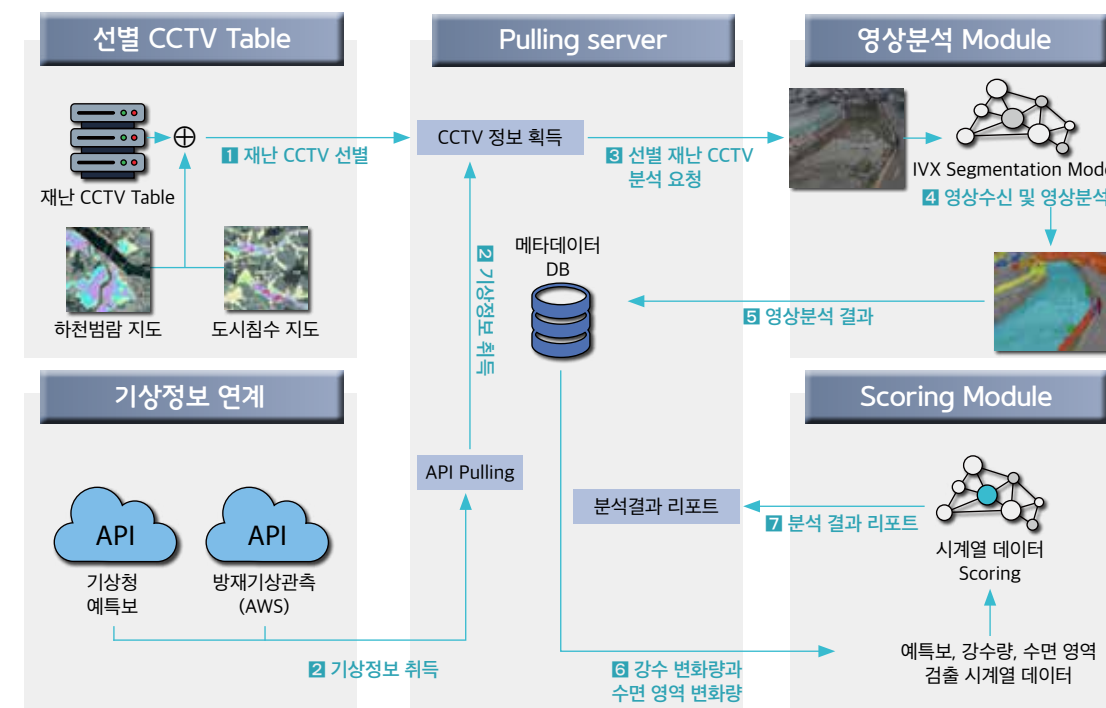 선별 CCTV Table
재난 CCTV Table
하천범람 지도
도시침수 지도
1 재난 CCTV 선별
Pulling server
CCTV 정보 획득
2 기상정보 취득
메타데이터
DB
API Pulling
분석결과 리포트
3 선별 재난 CCTV
분석 요청
영상분석 Module
IVX Segmentation Mode
4 영상수신 및 영상분석
5 영상분석 결과
기상정보 연계
API
기상청
예특보
API
방재기상관측
(AWS)
2 기상정보 취득
6 강수 변화량과
수면 영역 변화량
Scoring Module
7 분석 결과 리포트
시계열 데이터
Scoring
예특보, 강수량, 수면 영역
검출 시계열 데이터